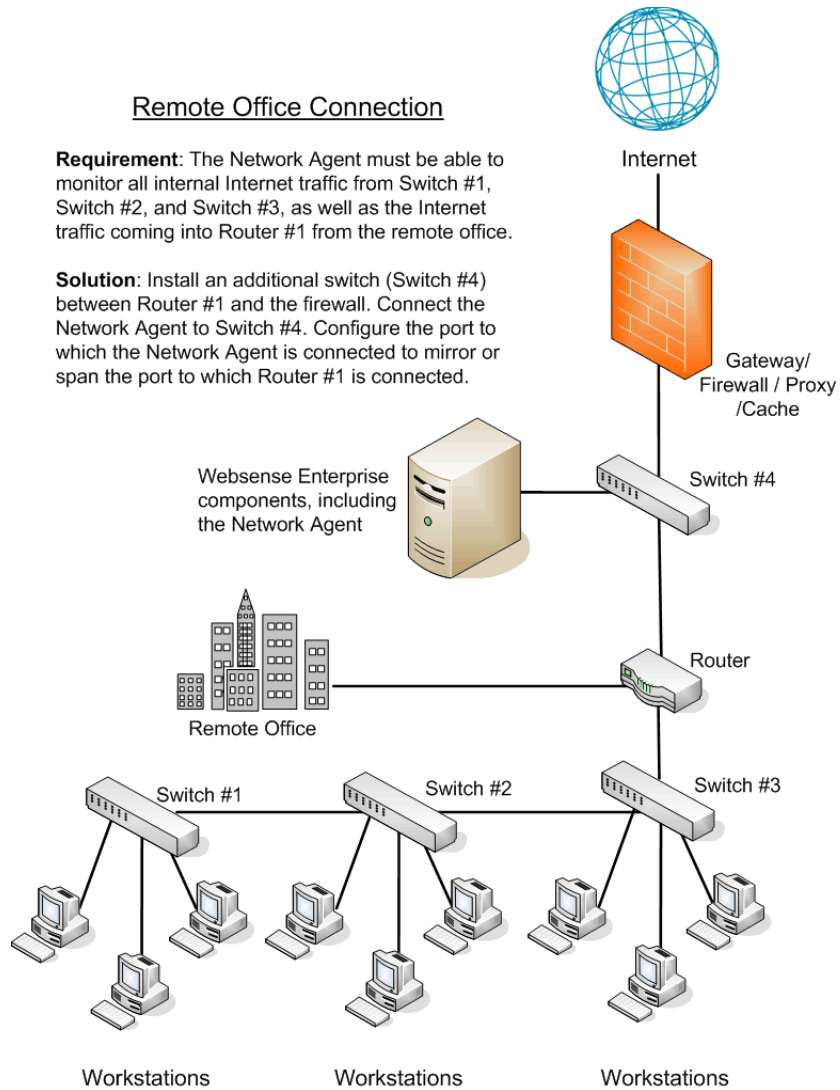 Remote Office Connection
Requirement: The Network Agent must be able to
monitor all internal Internet traffic from Switch #1,
Switch #2, and Switch #3, as well as the Internet
traffic coming into Router #1 from the remote office.
Solution: Install an additional switch (Switch #4)
between Router #1 and the firewall. Connect the
Network Agent to Switch #4. Configure the port to
which the Network Agent is connected to mirror or
span the port to which Router #1 is connected.
Internet
Gateway/
Firewall / Proxy
/Cache
Websense Enterprise
components, including
the Network Agent
Switch #4
Router
Remote Office
Switch #1
Switch #2
Switch #3
Workstations
Workstations
Workstations